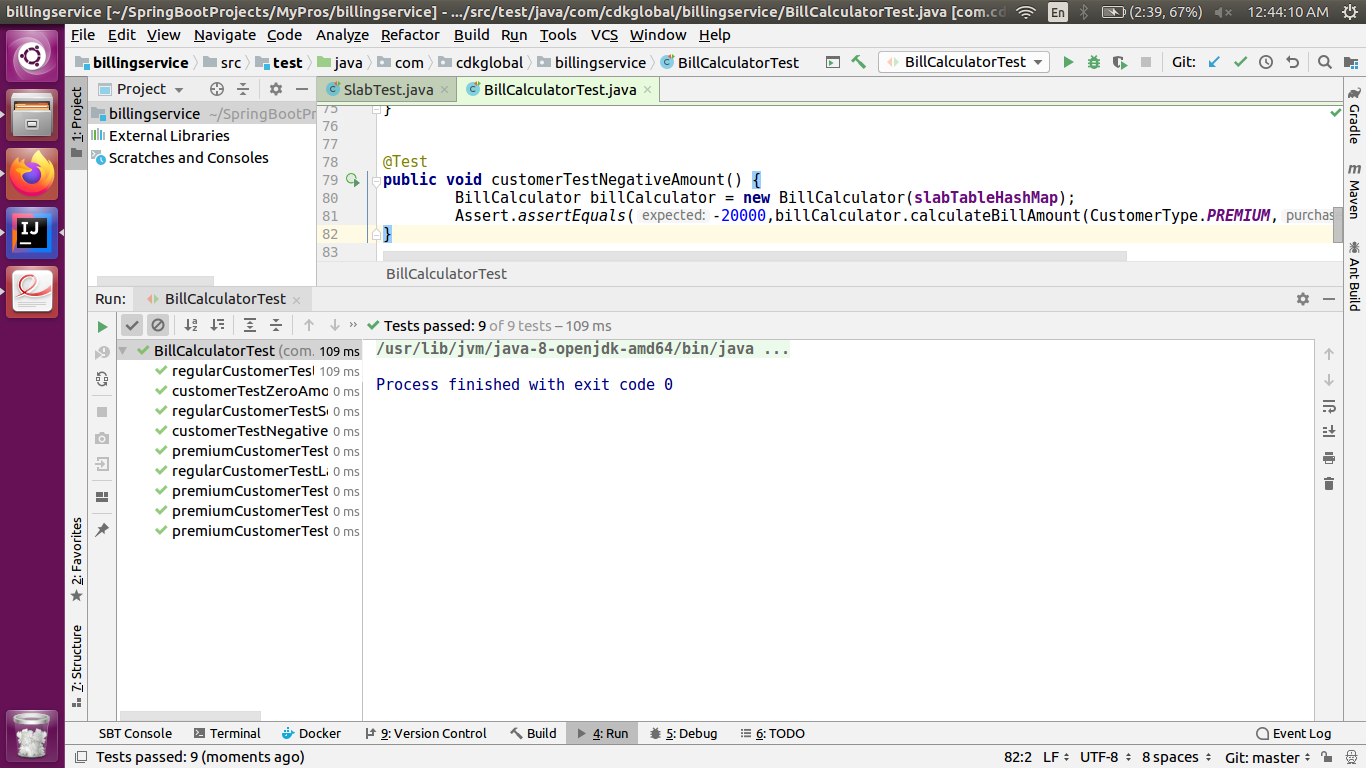 billingservice [~/SpringBootProjects/MyPros/billingservice] - .../src/test/java/com/cdkglobal/billingservice/BillCalculatorTest.java [com.cd
En (2:39, 67%) 12:44:10 AM
File Edit View Navigate Code Analyze Refactor Build Run Tools VCS Window Help
billingservice src test java com cdkglobal billingservice BillCalculatorTest BillCalculatorTest Git:
Project
SlabTest.java BillCalculatorTest.java
1: Project
billingservice ~/SpringBootPr
External Libraries
Scratches and Consoles
75 }
76
77
78 @Test
79 public void customerTestNegativeAmount() {
80 BillCalculator billCalculator = new BillCalculator(slabTableHashMap);
81 Assert.assertEquals( expected: -20000,billCalculator.calculateBillAmount(CustomerType.PREMIUM, purchas
82 }
83
BillCalculatorTest
Gradle
Maven
Ant Build
Run: BillCalculatorTest
Tests passed: 9 of 9 tests – 109 ms
BillCalculatorTest (com. 109 ms
regularCustomerTest 109 ms
customerTestZeroAmo 0 ms
regularCustomerTestSe 0 ms
customerTestNegative 0 ms
premiumCustomerTest 0 ms
regularCustomerTestLa 0 ms
premiumCustomerTest 0 ms
premiumCustomerTest 0 ms
premiumCustomerTest 0 ms
/usr/lib/jvm/java-8-openjdk-amd64/bin/java ...
Process finished with exit code 0
2: Favorites
7: Structure
SBT Console Terminal Docker 9: Version Control Build 4: Run 5: Debug 6: TODO Event Log
Tests passed: 9 (moments ago) 82:2 LF UTF-8 8 spaces Git: master